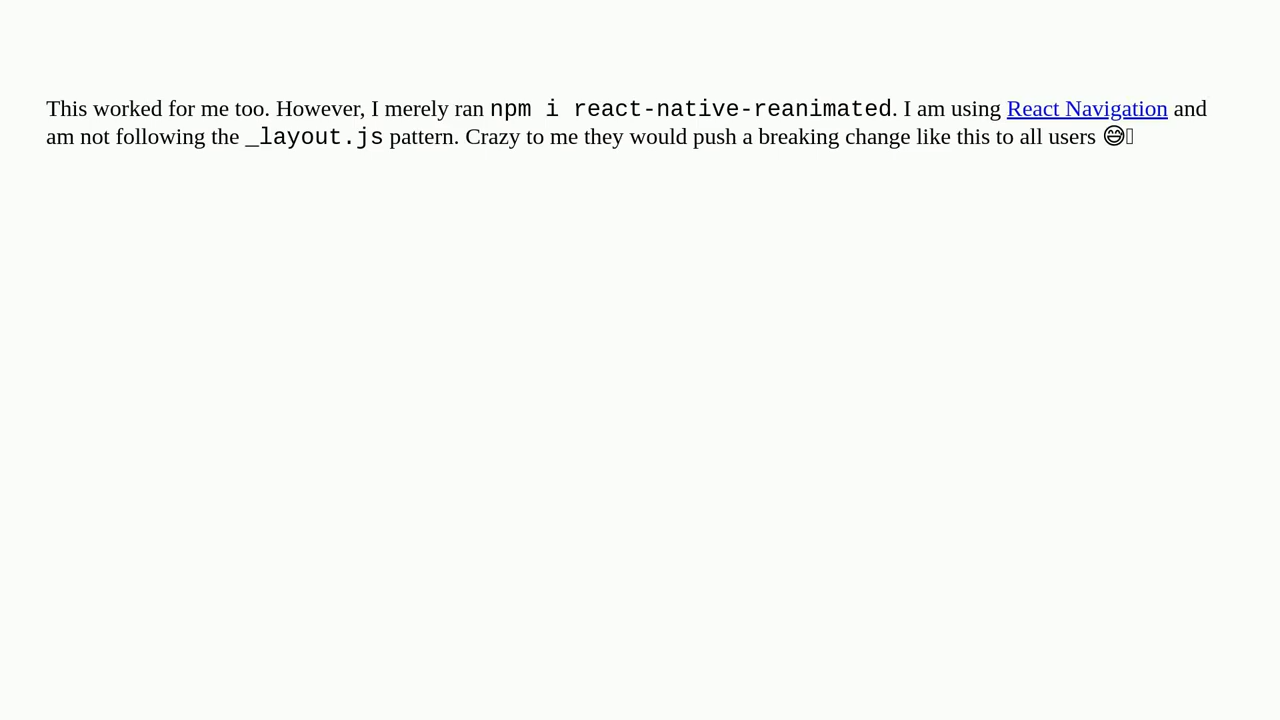 This worked for me too. However, I merely ran npm i react-native-reanimated. I am using React Navigation and
am not following the _layout.js pattern. Crazy to me they would push a breaking change like this to all users 😅